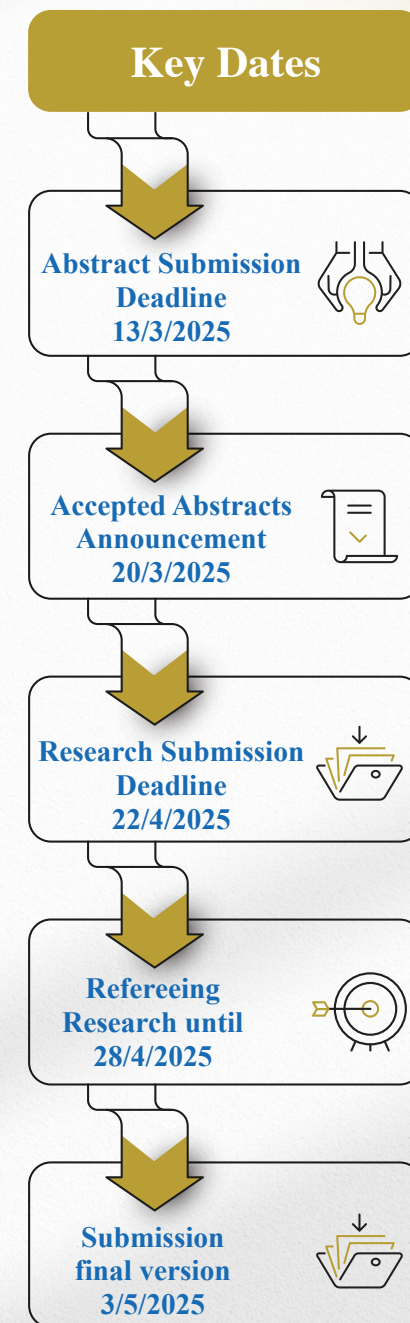 Key Dates
Abstract Submission
Deadline
13/3/2025
Accepted Abstracts
Announcement
20/3/2025
Research Submission
Deadline
22/4/2025
Refereeing
Research until
28/4/2025
Submission
final version
3/5/2025